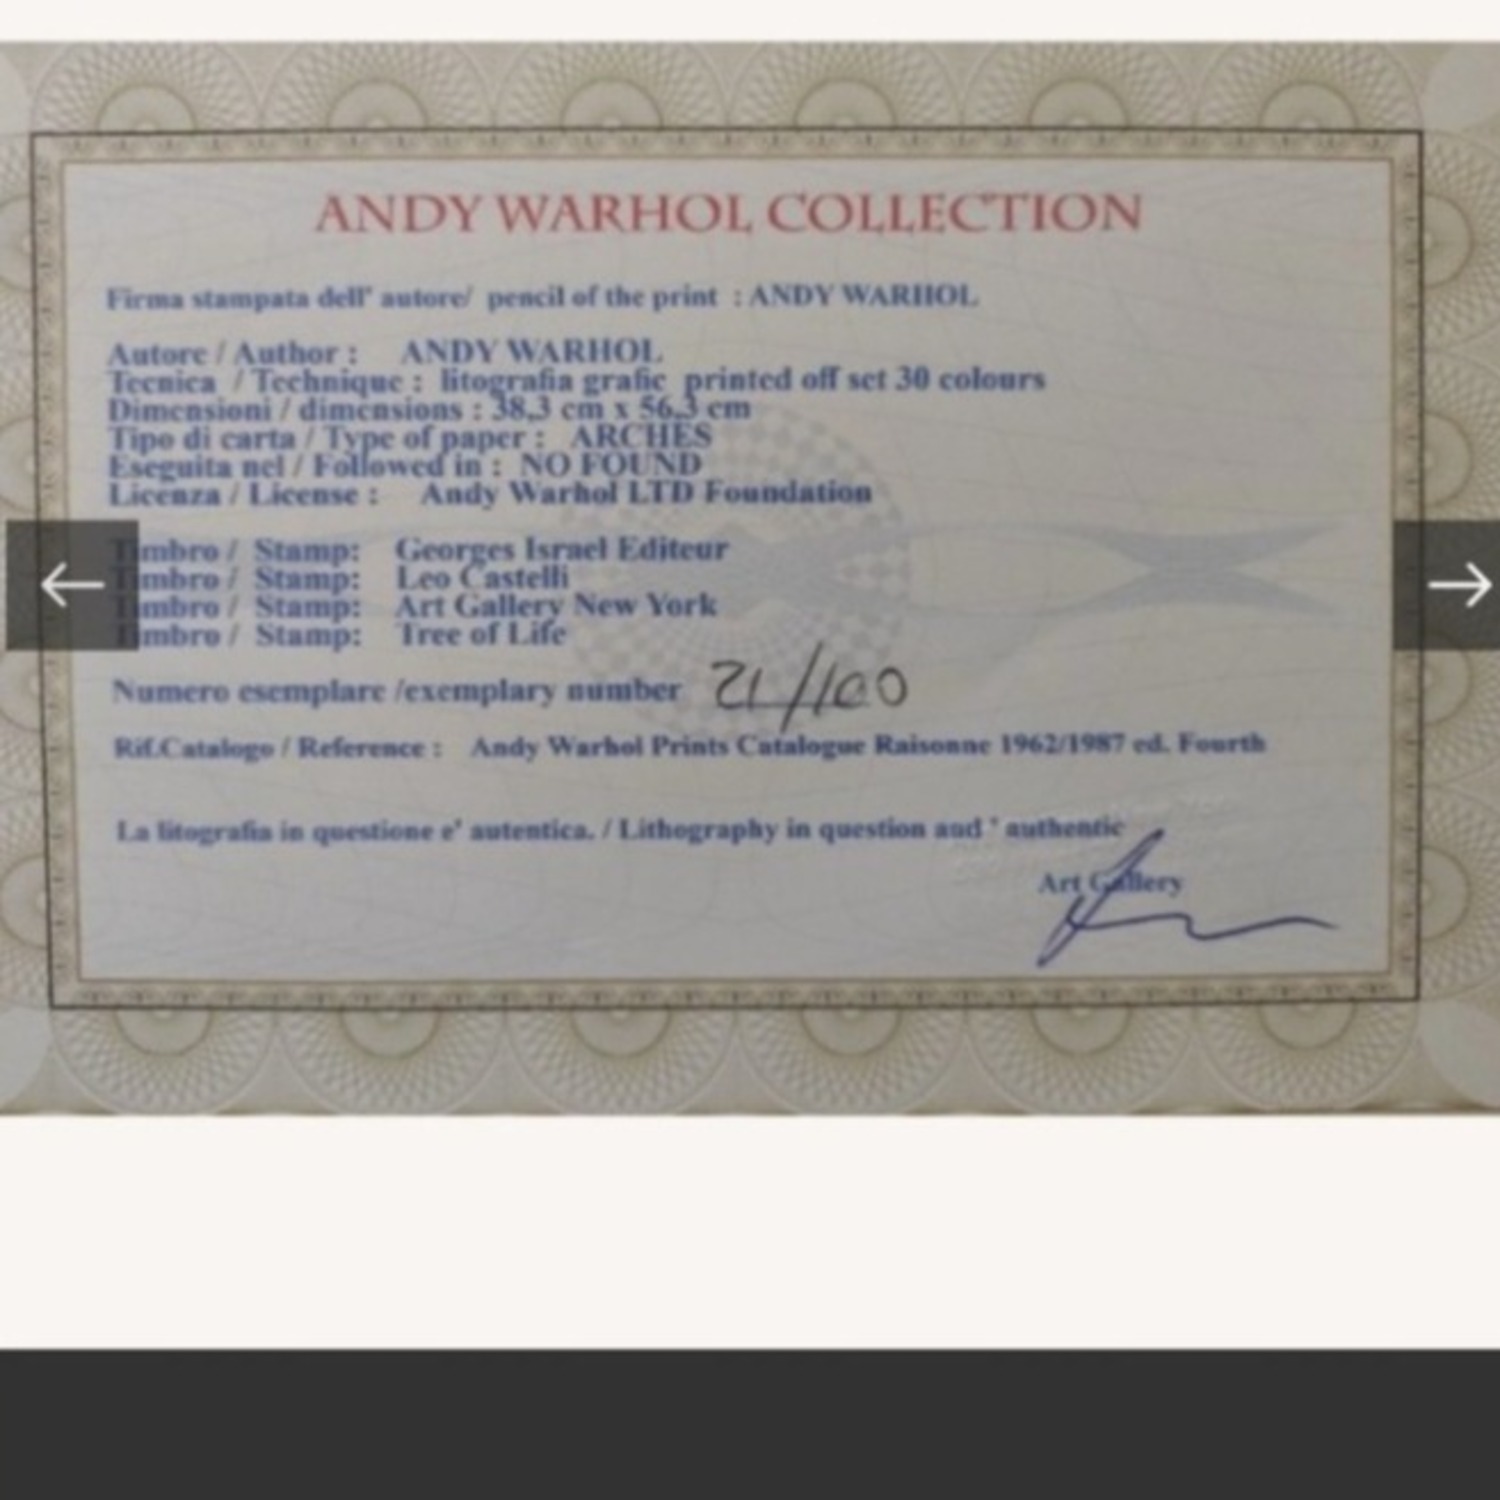 ANDY WARHOL COLLECTION
Firma stampata dell' autore/ pencil of the print : ANDY WARHOL
Autore / Author : ANDY WARHOL
Tecnica / Technique : litografia grafic printed off set 30 colours
Dimensioni / dimensions : 38,3 cm x 56,3 cm
Tipo di carta / Type of paper : ARCHES
Eseguita nel / Followed in : NO FOUND
Licenza / License : Andy Warhol LTD Foundation
Timbro / Stamp: Georges Israel Editeur
Timbro / Stamp: Leo Castelli
Timbro / Stamp: Art Gallery New York
Timbro / Stamp: Tree of Life
Numero esemplare /exemplary number 21/100
Rif.Catalogo / Reference : Andy Warhol Prints Catalogue Raisonne 1962/1987 ed. Fourth
La litografia in questione e' autentica. / Lithography in question and ' authentic
Art Gallery